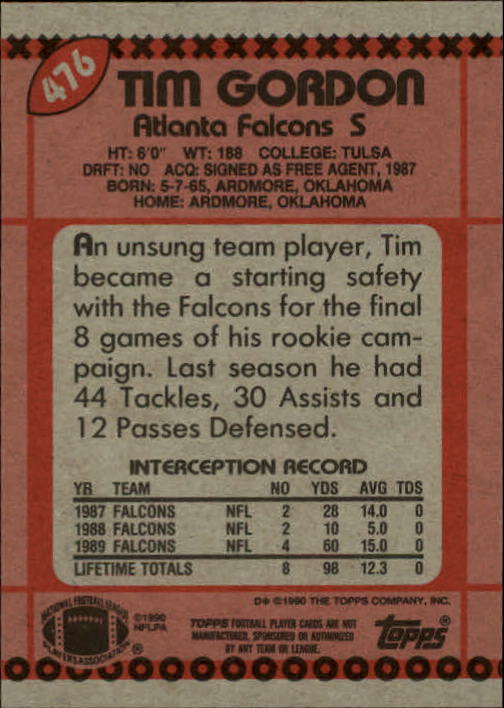 476
TIM GORDON
Atlanta Falcons S
HT: 6'0" WT: 188 COLLEGE: TULSA
DRFT: NO ACQ: SIGNED AS FREE AGENT, 1987
BORN: 5-7-65, ARDMORE, OKLAHOMA
HOME: ARDMORE, OKLAHOMA
An unsung team player, Tim
became a starting safety
with the Falcons for the final
8 games of his rookie cam-
paign. Last season he had
44 Tackles, 30 Assists and
12 Passes Defensed.
INTERCEPTION RECORD
YR TEAM NO YDS AVG TDS
1987 FALCONS NFL 2 28 14.0 0
1988 FALCONS NFL 2 10 5.0 0
1989 FALCONS NFL 4 60 15.0 0
LIFETIME TOTALS 8 98 12.3 0
D* ©1990 THE TOPPS COMPANY, INC.
NATIONAL FOOTBALL LEAGUE
PLAYERS ASSOCIATION
®
©1990
NFLPA
TOPPS FOOTBALL PLAYER CARDS ARE NOT
MANUFACTURED, SPONSORED OR AUTHORIZED
BY ANY TEAM OR LEAGUE.
Topps®